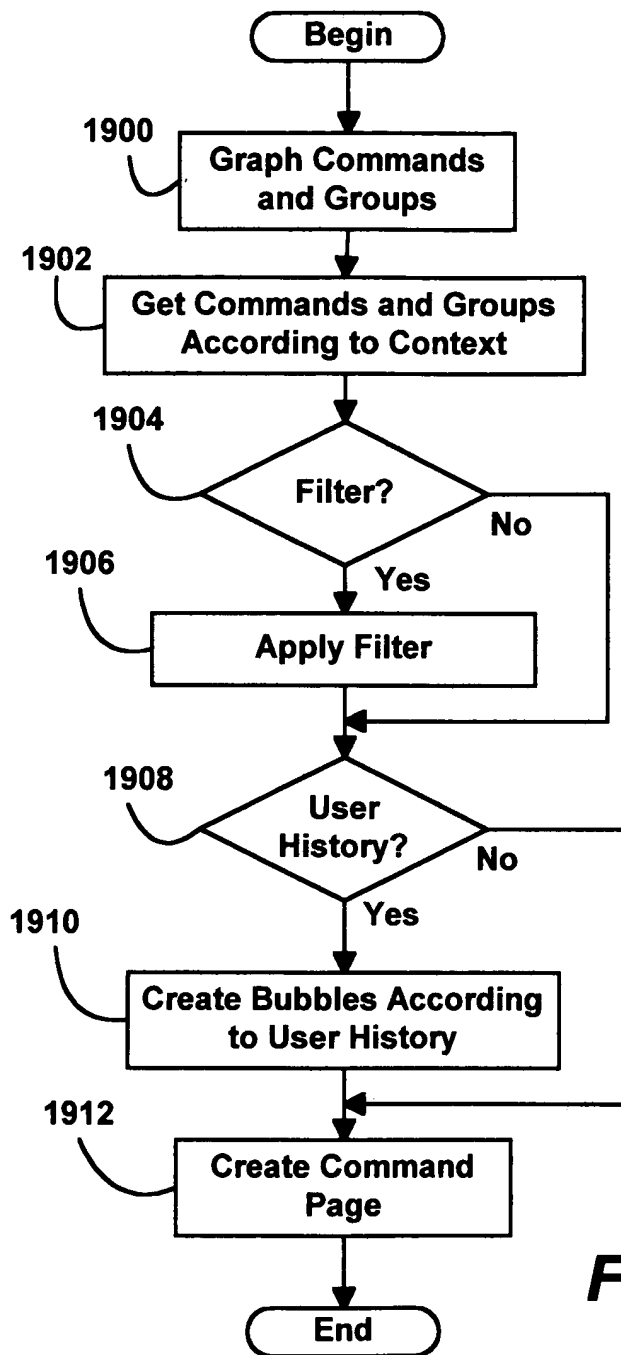 Begin
1900
Graph Commands
and Groups
1902
Get Commands and Groups
According to Context
1904
Filter?
No
Yes
1906
Apply Filter
1908
User
History?
No
Yes
1910
Create Bubbles According
to User History
1912
Create Command
Page
F
End